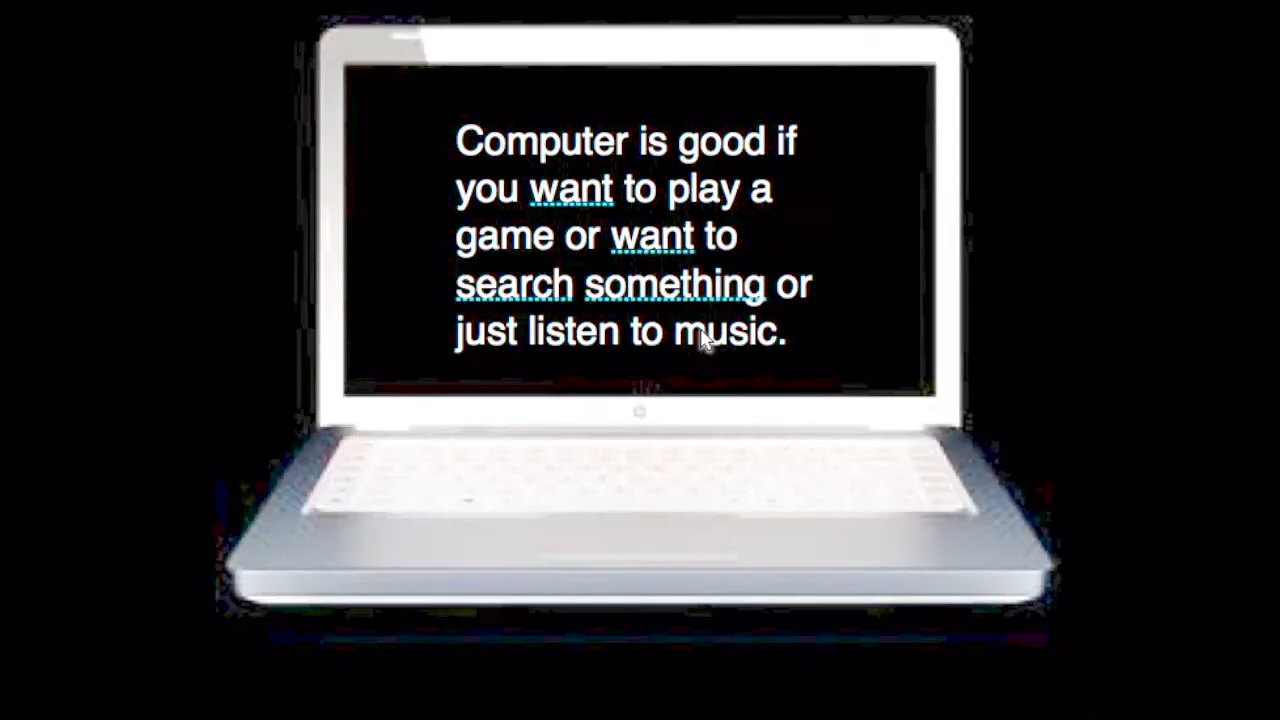 Computer is good if
you want to play a
game or want to
search something or
just listen to music.